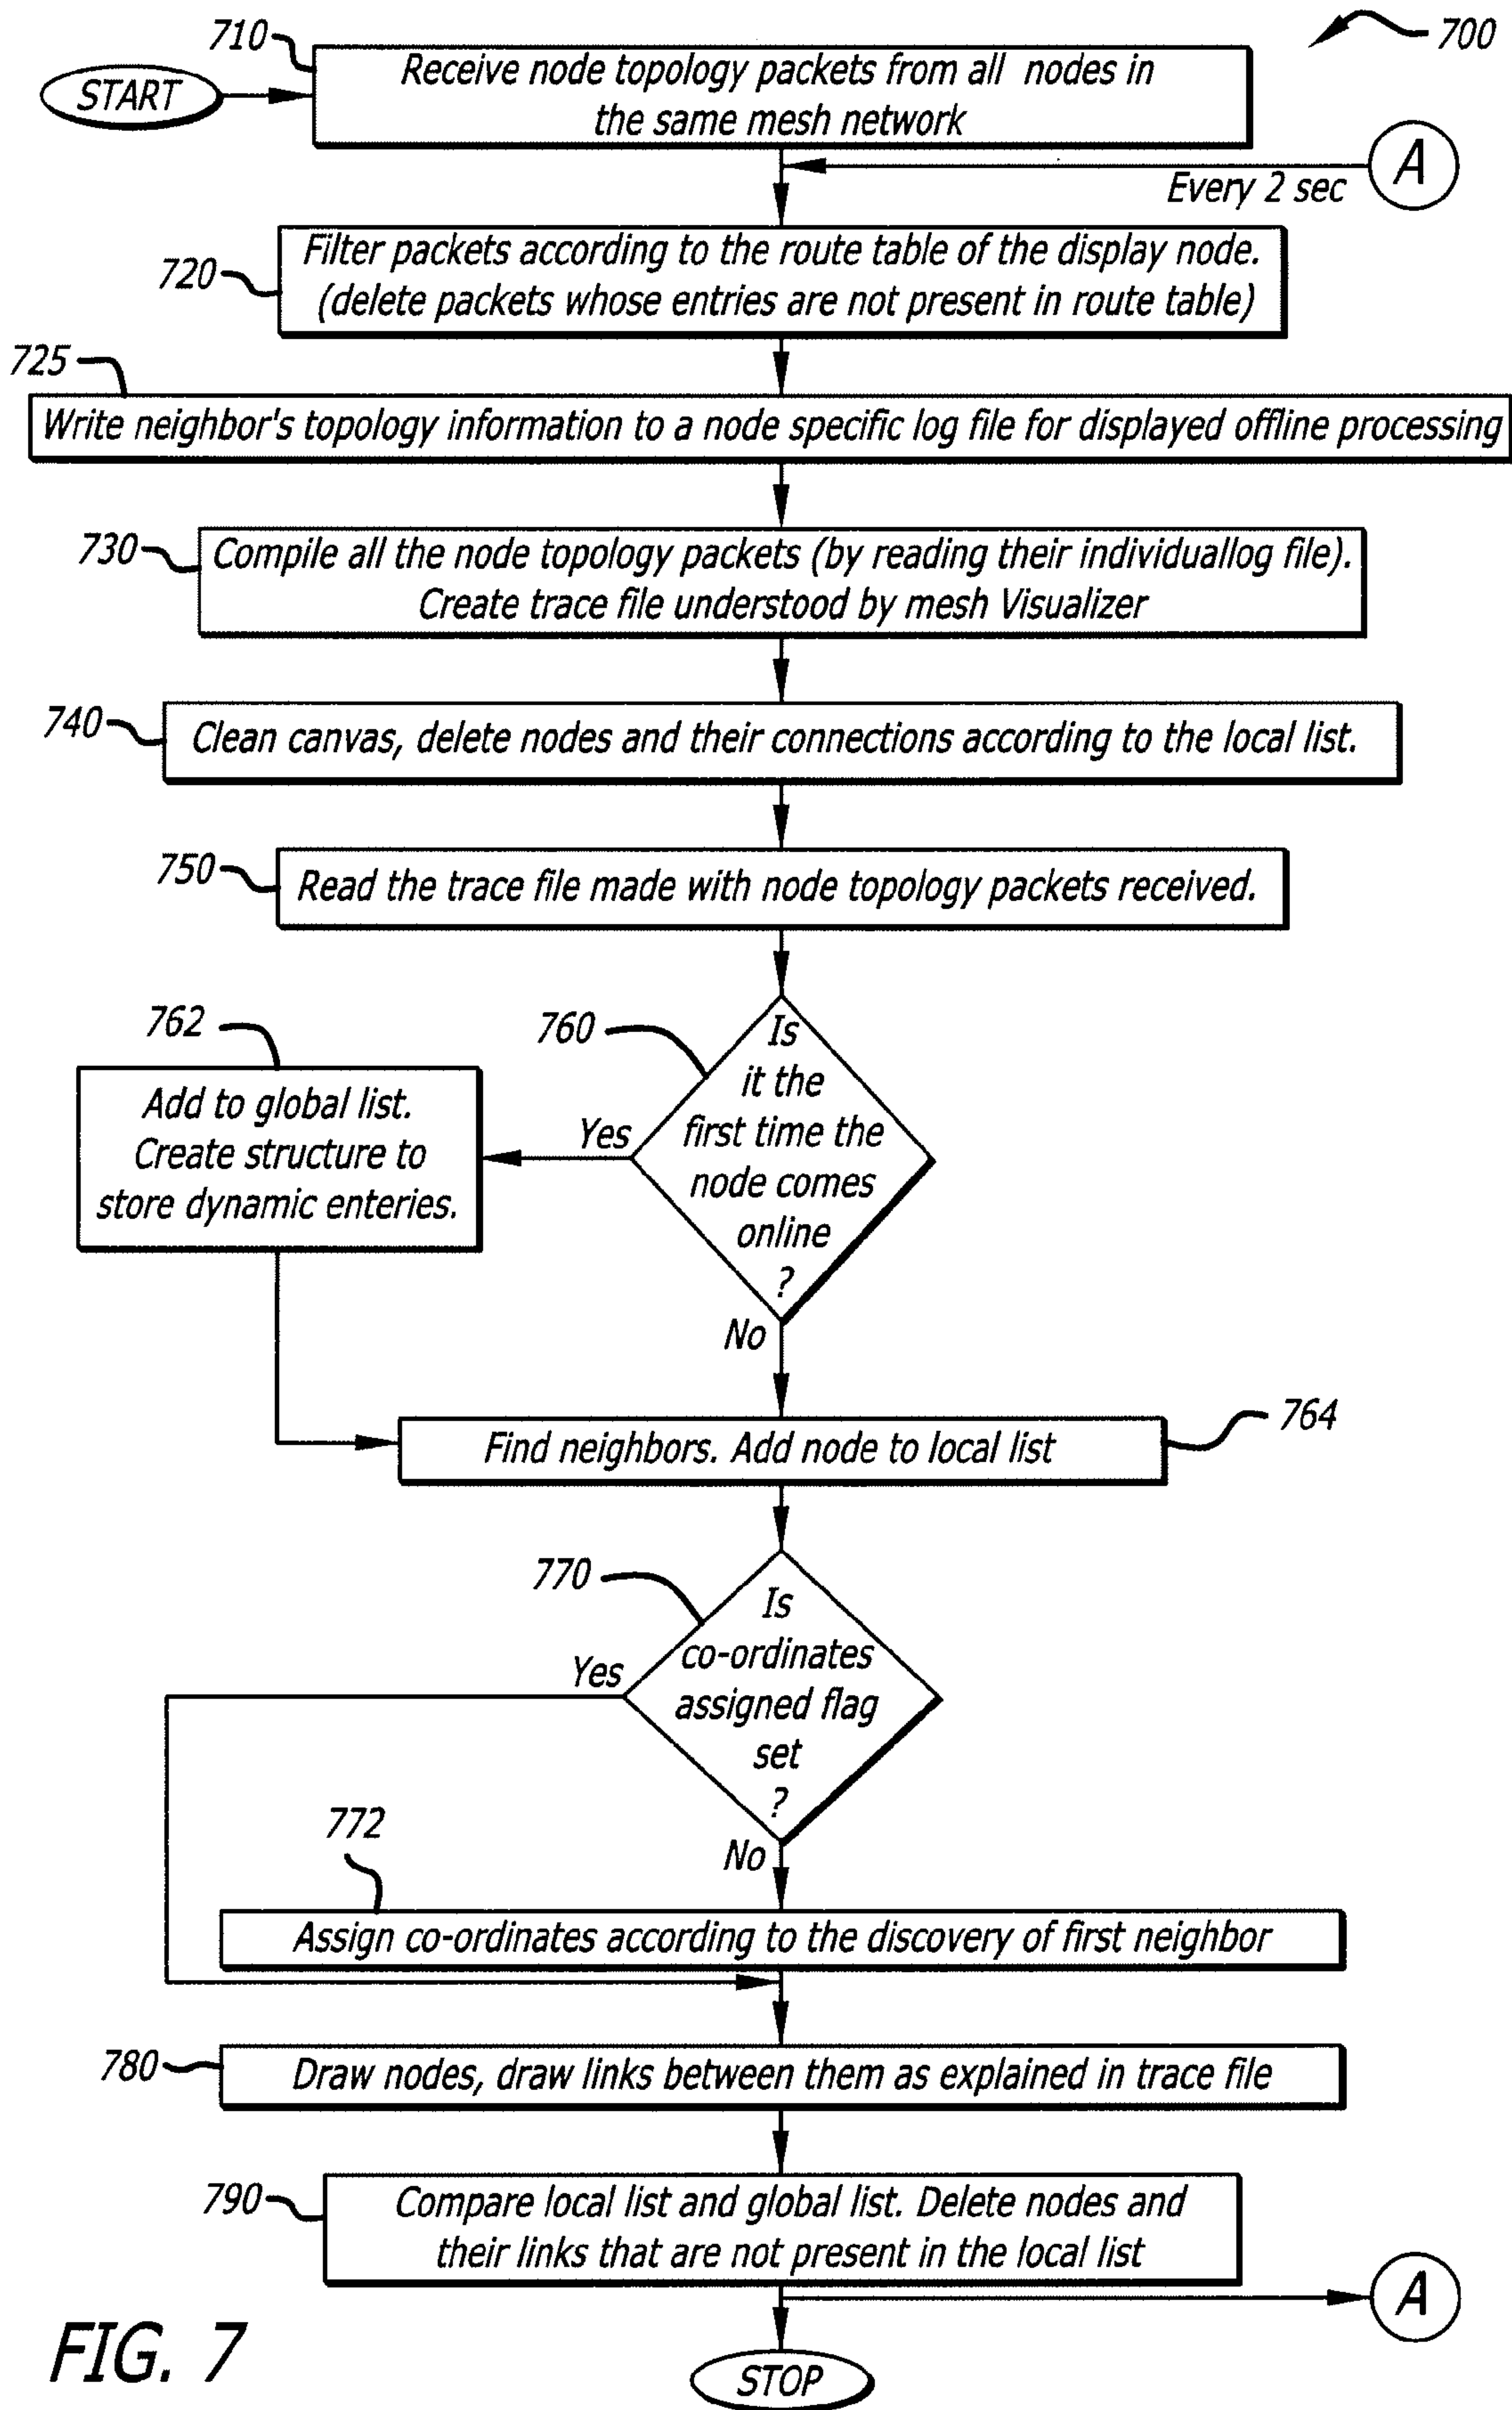 700
710
START
Receive node topology packets from all nodes in
the same mesh network
A
Every 2 sec
720
Filter packets according to the route table of the display node.
(delete packets whose entries are not present in route table)
725
Write neighbor's topology information to a node specific log file for displayed offline processing
730
Compile all the node topology packets (by reading their individuallog file).
Create trace file understood by mesh Visualizer
740
Clean canvas, delete nodes and their connections according to the local list.
750
Read the trace file made with node topology packets received.
762
Add to global list.
Create structure to
store dynamic enteries.
760
Is
it the
first time the
node comes
online
?
Yes
No
764
Find neighbors. Add node to local list
770
Is
co-ordinates
assigned flag
set
?
Yes
No
772
Assign co-ordinates according to the discovery of first neighbor
780
Draw nodes, draw links between them as explained in trace file
790
Compare local list and global list. Delete nodes and
their links that are not present in the local list
A
STOP
FIG. 7